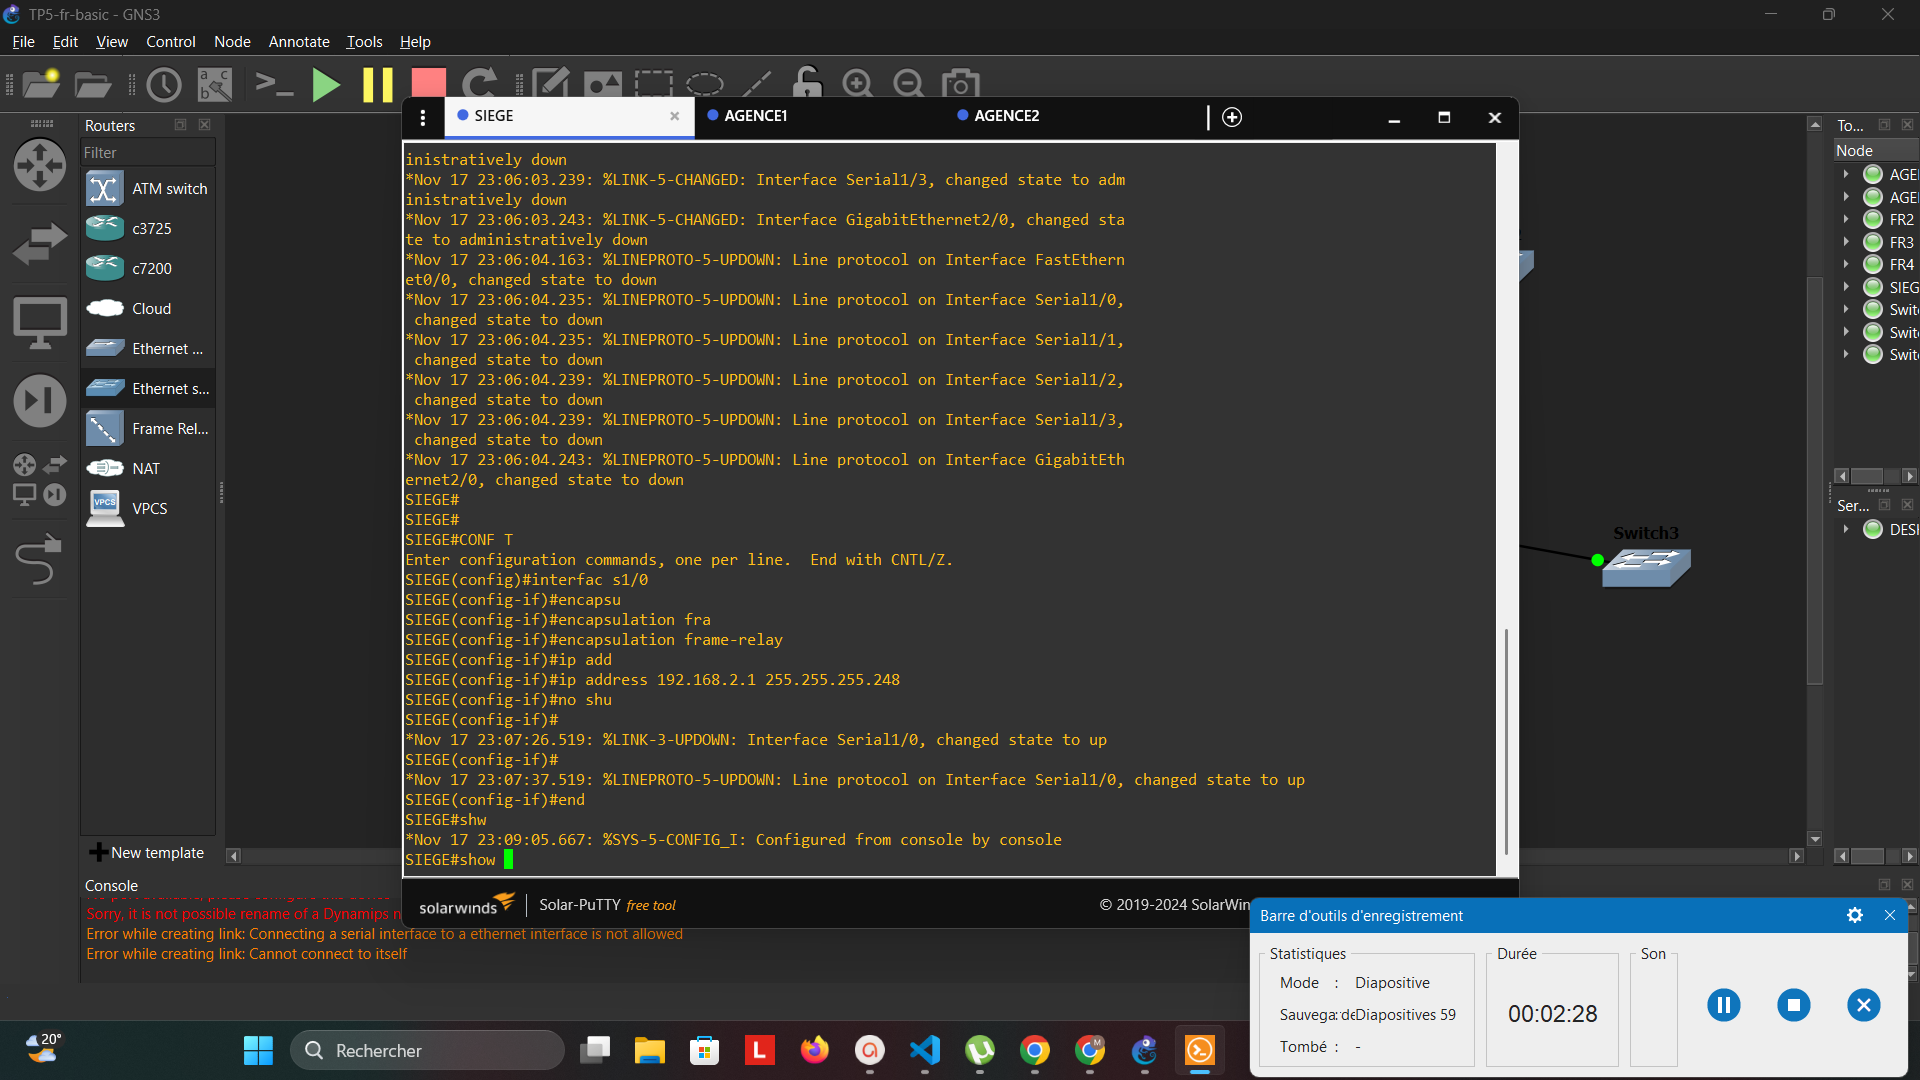 TP5-fr-basic - GNS3
File Edit View Control Node Annotate Tools Help
Routers
Filter
ATM switch
c3725
c7200
Cloud
Ethernet ...
Ethernet s...
Frame Rel...
NAT
VPCS
VPCS
New template
SIEGE
AGENCE1
AGENCE2
inistratively down
*Nov 17 23:06:03.239: %LINK-5-CHANGED: Interface Serial1/3, changed state to adm
inistratively down
*Nov 17 23:06:03.243: %LINK-5-CHANGED: Interface GigabitEthernet2/0, changed sta
te to administratively down
*Nov 17 23:06:04.163: %LINEPROTO-5-UPDOWN: Line protocol on Interface FastEthern
et0/0, changed state to down
*Nov 17 23:06:04.235: %LINEPROTO-5-UPDOWN: Line protocol on Interface Serial1/0,
changed state to down
*Nov 17 23:06:04.235: %LINEPROTO-5-UPDOWN: Line protocol on Interface Serial1/1,
changed state to down
*Nov 17 23:06:04.239: %LINEPROTO-5-UPDOWN: Line protocol on Interface Serial1/2,
changed state to down
*Nov 17 23:06:04.239: %LINEPROTO-5-UPDOWN: Line protocol on Interface Serial1/3,
changed state to down
*Nov 17 23:06:04.243: %LINEPROTO-5-UPDOWN: Line protocol on Interface GigabitEth
ernet2/0, changed state to down
SIEGE#
SIEGE#
SIEGE#CONF T
Enter configuration commands, one per line.  End with CNTL/Z.
SIEGE(config)#interfac s1/0
SIEGE(config-if)#encapsu
SIEGE(config-if)#encapsulation fra
SIEGE(config-if)#encapsulation frame-relay
SIEGE(config-if)#ip add
SIEGE(config-if)#ip address 192.168.2.1 255.255.255.248
SIEGE(config-if)#no shu
SIEGE(config-if)#
*Nov 17 23:07:26.519: %LINK-3-UPDOWN: Interface Serial1/0, changed state to up
SIEGE(config-if)#
*Nov 17 23:07:37.519: %LINEPROTO-5-UPDOWN: Line protocol on Interface Serial1/0, changed state to up
SIEGE(config-if)#end
SIEGE#shw
*Nov 17 23:09:05.667: %SYS-5-CONFIG_I: Configured from console by console
SIEGE#show
solarwinds
Solar-PuTTY free tool
© 2019-2024 SolarWin
Switch3
To...
Node
AGE
AGE
FR2
FR3
FR4
SIEG
Swit
Swit
Swit
Ser...
DESI
Console
Sorry, it is not possible rename of a Dynamips n
Error while creating link: Connecting a serial interface to a ethernet interface is not allowed
Error while creating link: Cannot connect to itself
Barre d'outils d'enregistrement
Statistiques
Mode : Diapositive
Sauvega:de Diapositives 59
Tombé : -
Durée
00:02:28
Son
20°
Rechercher